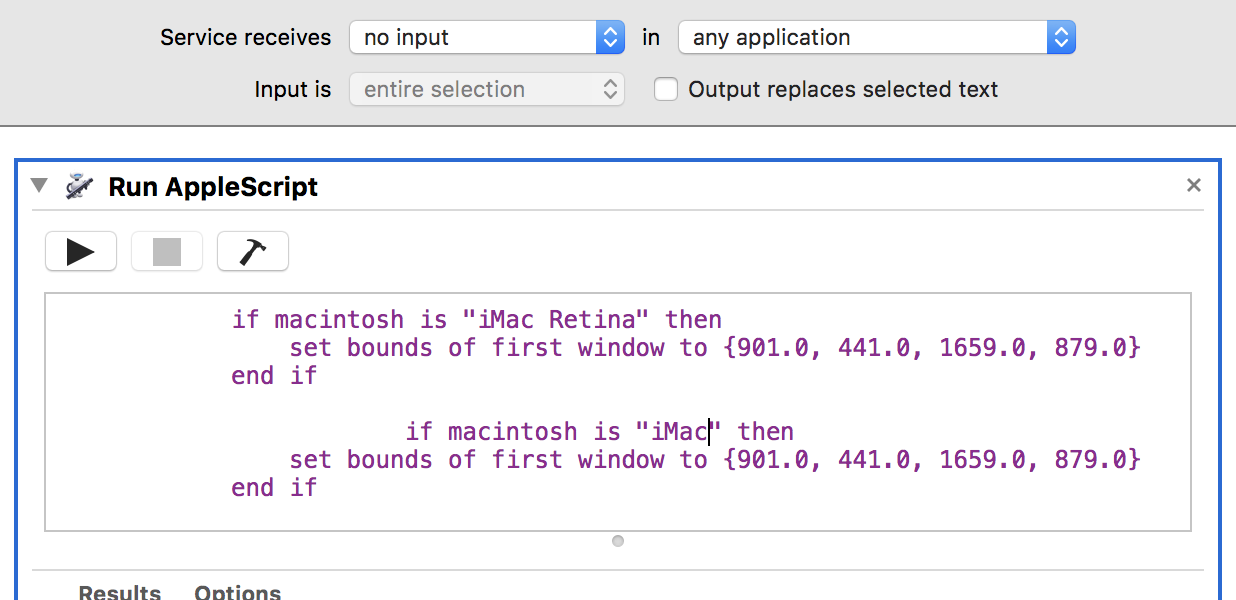 Service receives no input in any application
Input is entire selection Output replaces selected text
Run AppleScript
if macintosh is "iMac Retina" then
set bounds of first window to {901.0, 441.0, 1659.0, 879.0}
end if
if macintosh is "iMac" then
set bounds of first window to {901.0, 441.0, 1659.0, 879.0}
end if
Results Options